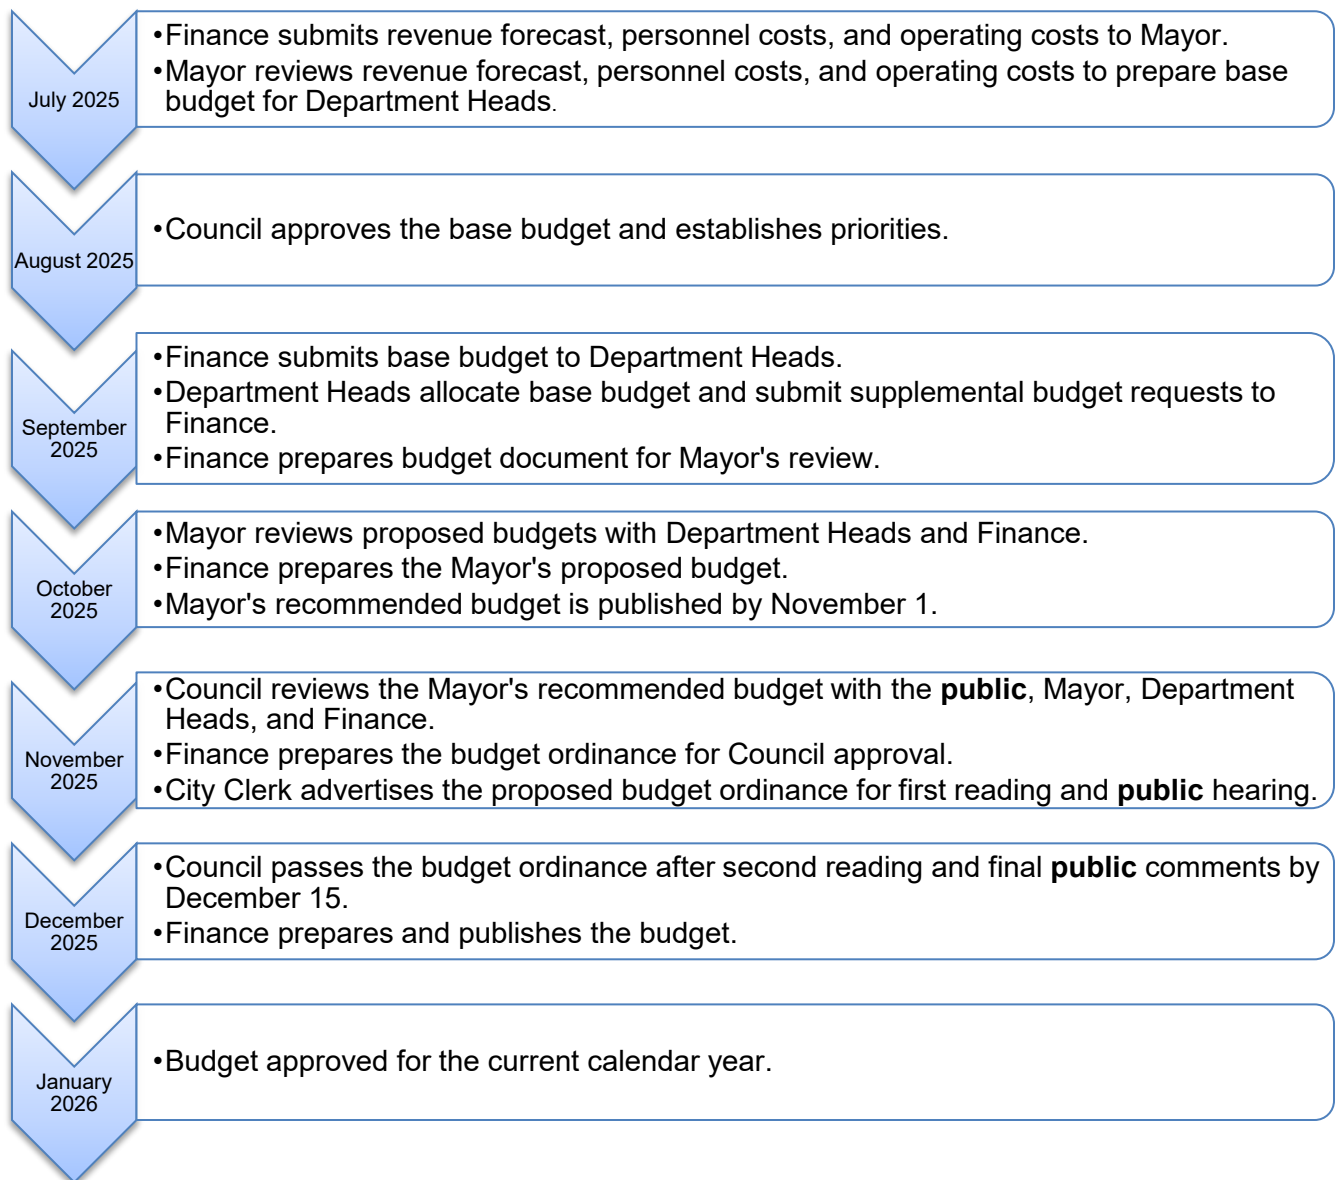 July 2025
•Finance submits revenue forecast, personnel costs, and operating costs to Mayor.
•Mayor reviews revenue forecast, personnel costs, and operating costs to prepare base
budget for Department Heads.
August 2025
•Council approves the base budget and establishes priorities.
September
2025
•Finance submits base budget to Department Heads.
•Department Heads allocate base budget and submit supplemental budget requests to
Finance.
•Finance prepares budget document for Mayor's review.
October
2025
•Mayor reviews proposed budgets with Department Heads and Finance.
•Finance prepares the Mayor's proposed budget.
•Mayor's recommended budget is published by November 1.
November
2025
•Council reviews the Mayor's recommended budget with the public, Mayor, Department
Heads, and Finance.
•Finance prepares the budget ordinance for Council approval.
•City Clerk advertises the proposed budget ordinance for first reading and public hearing.
December
2025
•Council passes the budget ordinance after second reading and final public comments by
December 15.
•Finance prepares and publishes the budget.
January
2026
•Budget approved for the current calendar year.